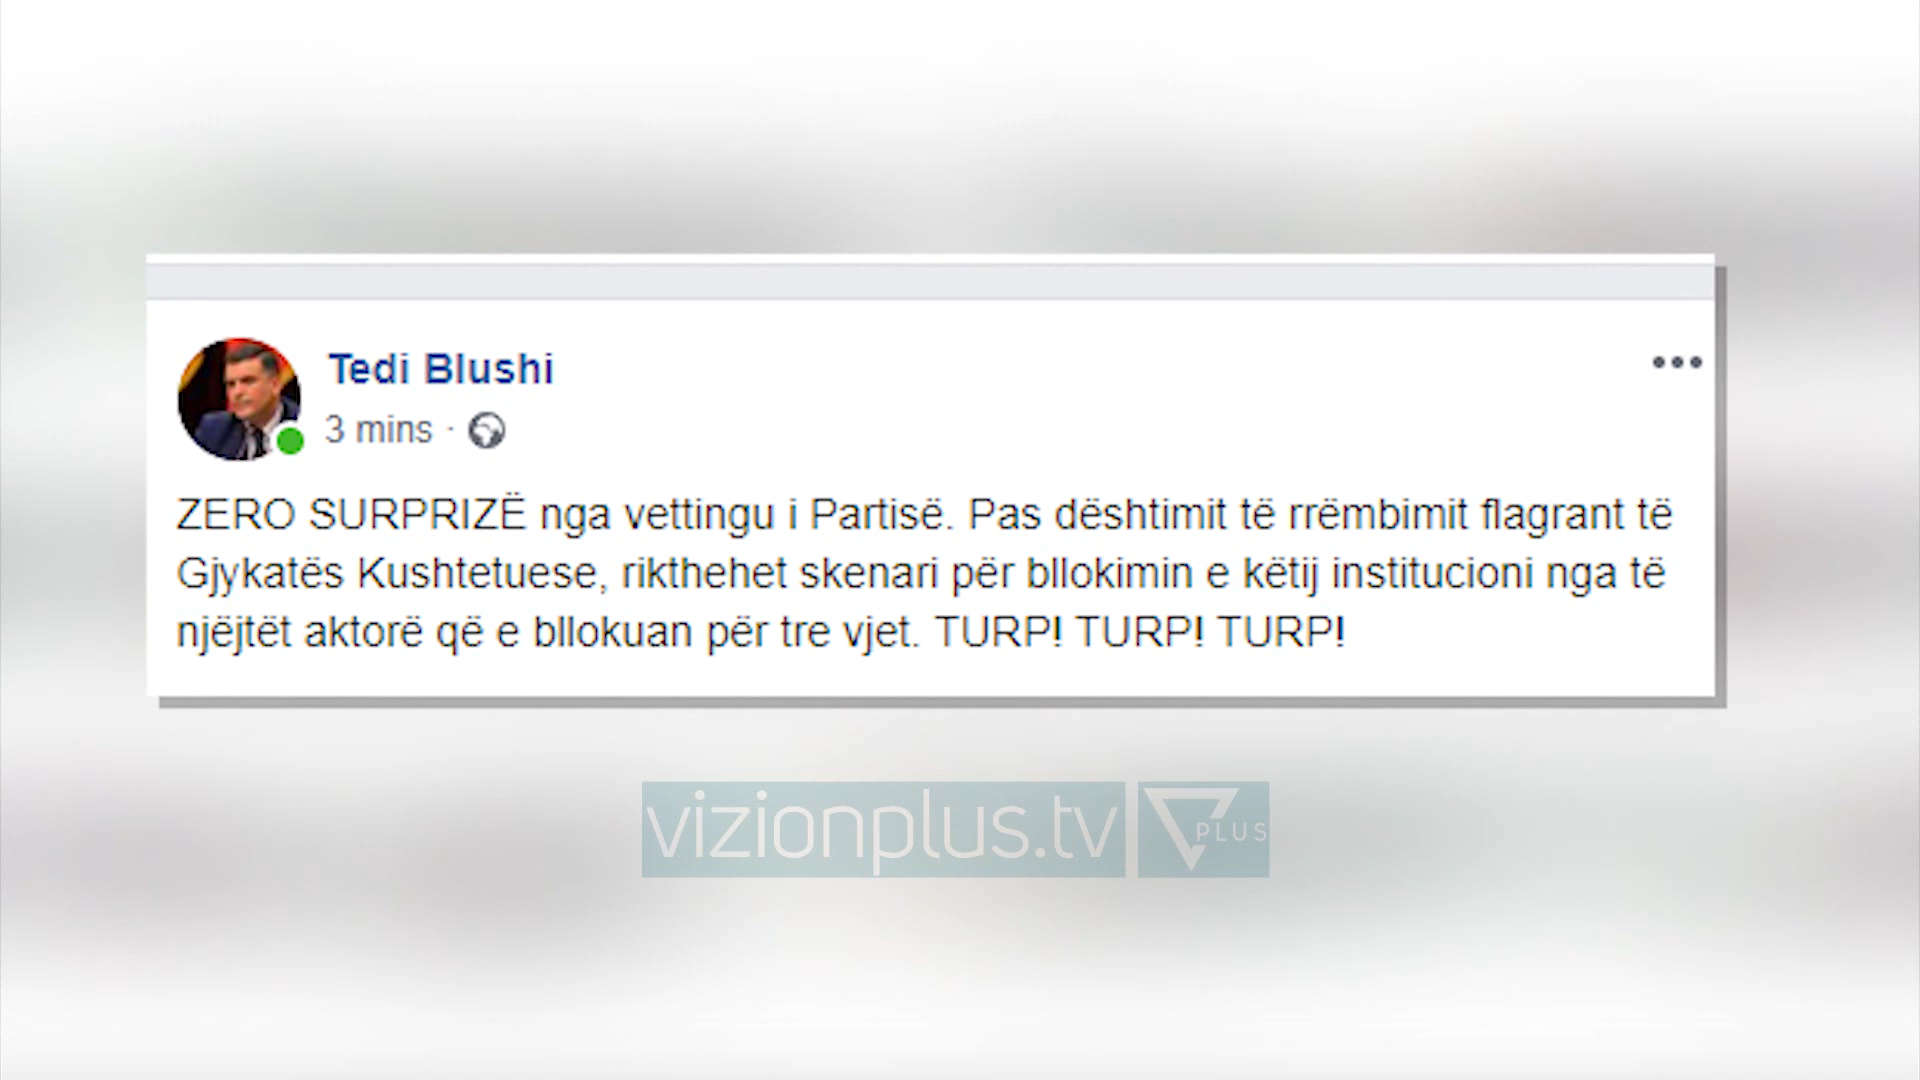 Tedi Blushi
3 mins ·
ZERO SURPRIZË nga vettingu i Partisë. Pas dështimit të rrëmbimit flagrant të
Gjykatës Kushtetuese, rikthehet skenari për bllokimin e këtij institucioni nga të
njëjtët aktorë që e bllokuan për tre vjet. TURP! TURP! TURP!
vizionplus.tv PLUS